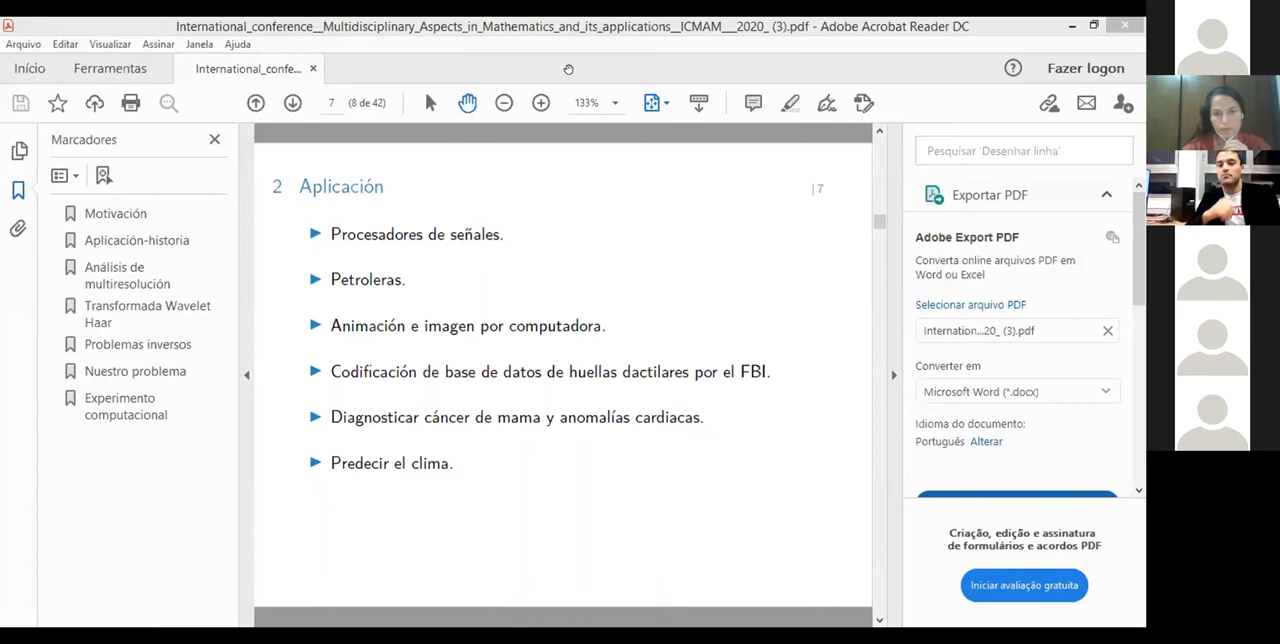 International_conference__Multidisciplinary_Aspects_in_Mathematics_and_its_applications__ICMAM__2020_ (3).pdf - Adobe Acrobat Reader DC
Arquivo Editar Visualizar Assinar Janela Ajuda
Início Ferramentas International_confe... Fazer logon
7 (8 de 42) 133%
Marcadores
Motivación
Aplicación-historia
Análisis de
multiresolución
Transformada Wavelet
Haar
Problemas inversos
Nuestro problema
Experimento
computacional
2 Aplicación
|7
Procesadores de señales.
Petroleras.
Animación e imagen por computadora.
Codificación de base de datos de huellas dactilares por el FBI.
Diagnosticar cáncer de mama y anomalías cardiacas.
Predecir el clima.
Pesquisar 'Desenhar linha'
Exportar PDF
Adobe Export PDF
Converta online arquivos PDF em
Word ou Excel
Selecionar arquivo PDF
Internation...20_ (3).pdf
Converter em
Microsoft Word (*.docx)
Idioma do documento:
Português Alterar
Criação, edição e assinatura
de formulários e acordos PDF
Iniciar avaliação gratuita